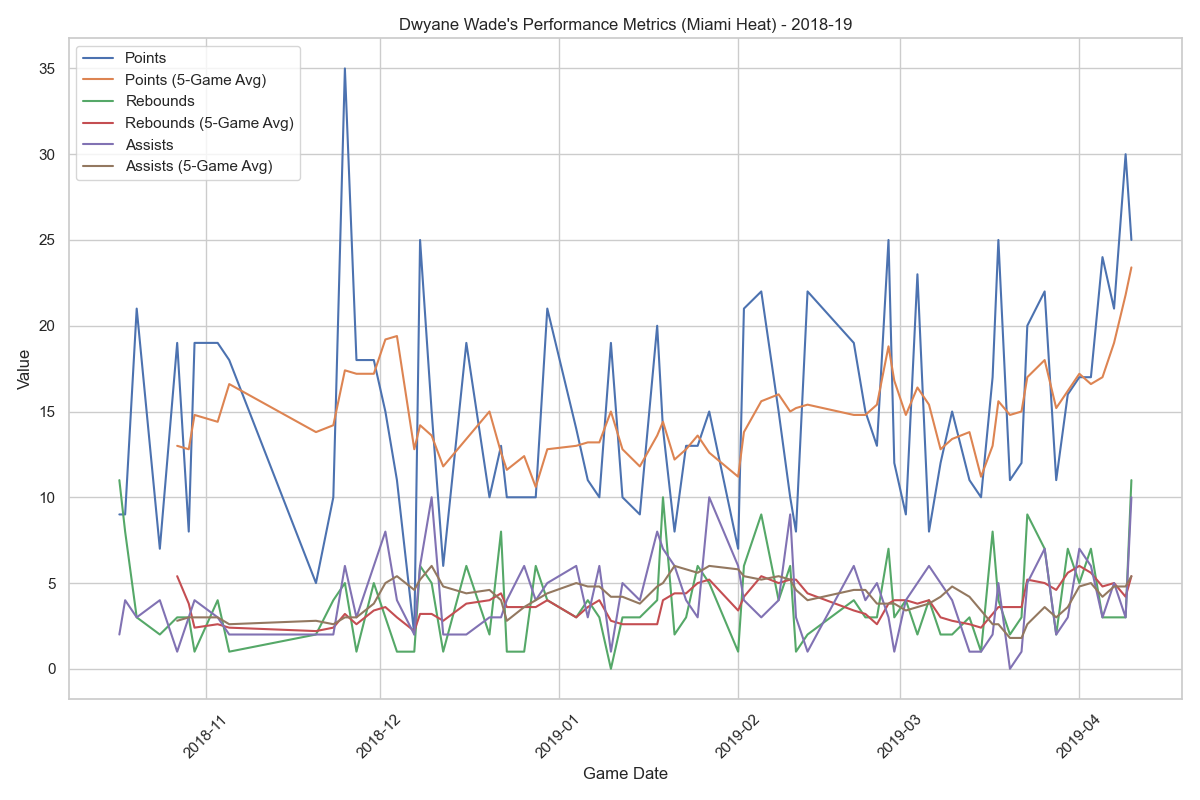 Dwyane Wade's Performance Metrics (Miami Heat) - 2018-19
Points
Points (5-Game Avg)
Rebounds
Rebounds (5-Game Avg)
Assists
Assists (5-Game Avg)
35
30
25
20
15
10
5
0
Value
2018-11
2018-12
2019-01
2019-02
2019-03
2019-04
Game Date